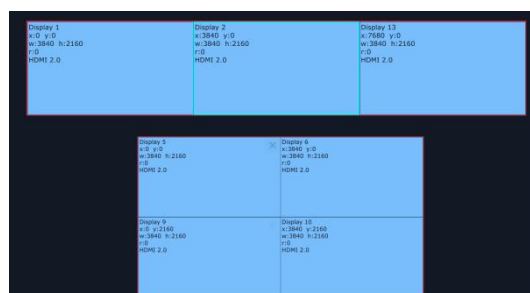 Display 1
x:0 y:0
w:3840 h:2160
r:0
HDMI 2.0
Display 2
x:3840 y:0
w:3840 h:2160
r:0
HDMI 2.0
Display 13
x:7680 y:0
w:3840 h:2160
r:0
HDMI 2.0
Display 5
x:0 y:0
w:3840 h:2160
r:0
HDMI 2.0
Display 6
x:3840 y:0
w:3840 h:2160
r:0
HDMI 2.0
Display 9
x:0 y:2160
w:3840 h:2160
r:0
HDMI 2.0
Display 10
x:3840 y:2160
w:3840 h:2160
r:0
HDMI 2.0